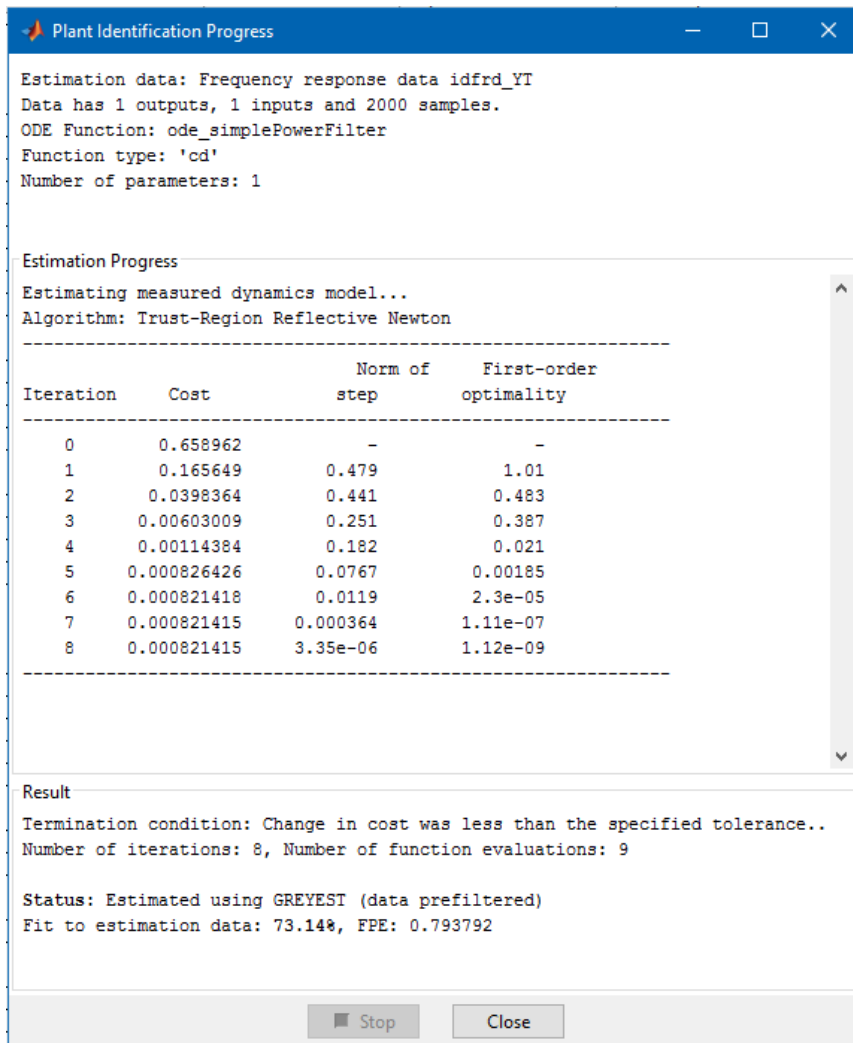 Plant Identification Progress
Estimation data: Frequency response data idfrd_YT
Data has 1 outputs, 1 inputs and 2000 samples.
ODE Function: ode_simplePowerFilter
Function type: 'cd'
Number of parameters: 1
Estimation Progress
Estimating measured dynamics model...
Algorithm: Trust-Region Reflective Newton
------------------------------------------------------------------
Norm of First-order
Iteration Cost step optimality
------------------------------------------------------------------
0 0.658962 - -
1 0.165649 0.479 1.01
2 0.0398364 0.441 0.483
3 0.00603009 0.251 0.387
4 0.00114384 0.182 0.021
5 0.000826426 0.0767 0.00185
6 0.000821418 0.0119 2.3e-05
7 0.000821415 0.000364 1.11e-07
8 0.000821415 3.35e-06 1.12e-09
------------------------------------------------------------------
Result
Termination condition: Change in cost was less than the specified tolerance..
Number of iterations: 8, Number of function evaluations: 9
Status: Estimated using GREYEST (data prefiltered)
Fit to estimation data: 73.14%, FPE: 0.793792
Stop Close